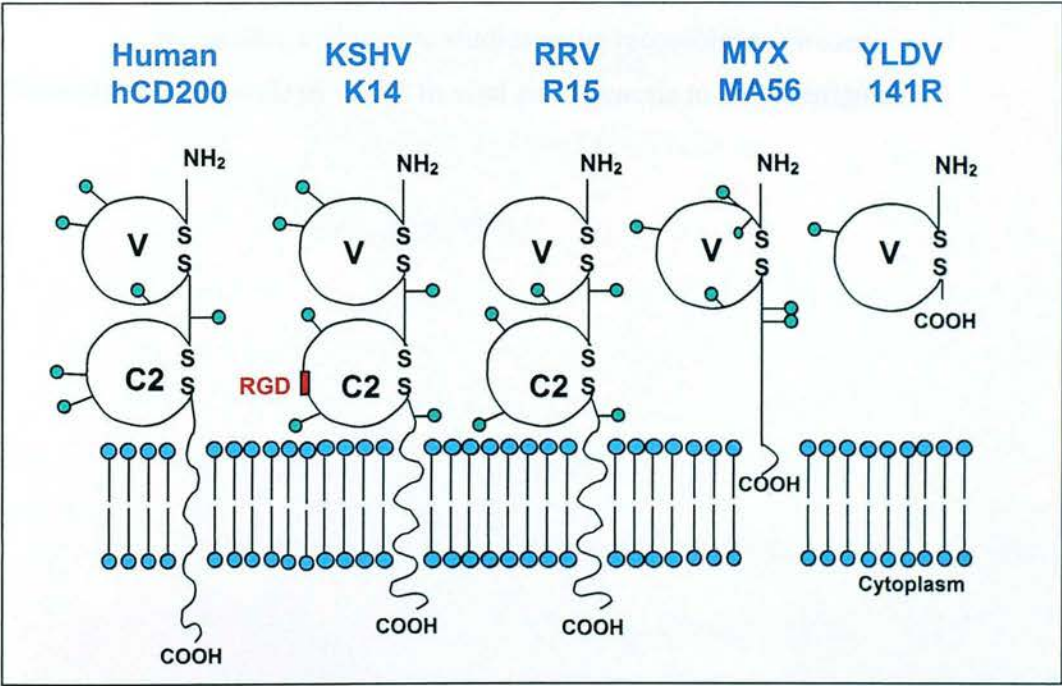 Human
hCD200
KSHV
K14
RRV
R15
MYX
MA56
YLDV
141R
NH₂
V
S
S
C2
S
S
COOH
NH₂
V
S
S
RGD
C2
S
S
COOH
NH₂
V
S
S
C2
S
S
COOH
NH₂
V
S
S
COOH
NH₂
V
S
S
COOH
Cytoplasm